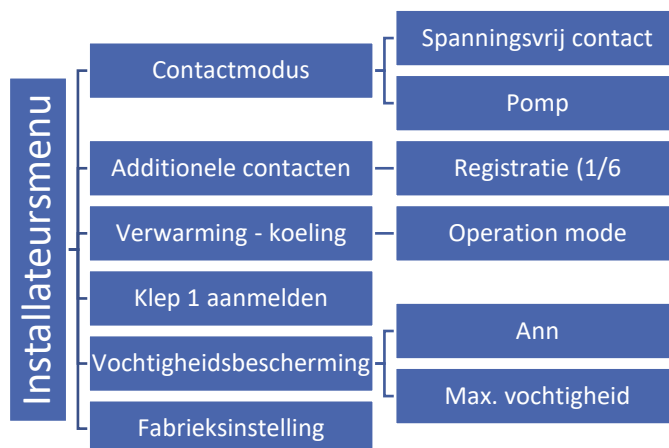 Installateursmenu
Contactmodus
Spanningsvrij contact
Pomp
Additionele contacten
Registratie (1/6
Verwarming - koeling
Operation mode
Klep 1 aanmelden
Vochtigheidsbescherming
Ann
Max. vochtigheid
Fabrieksinstelling